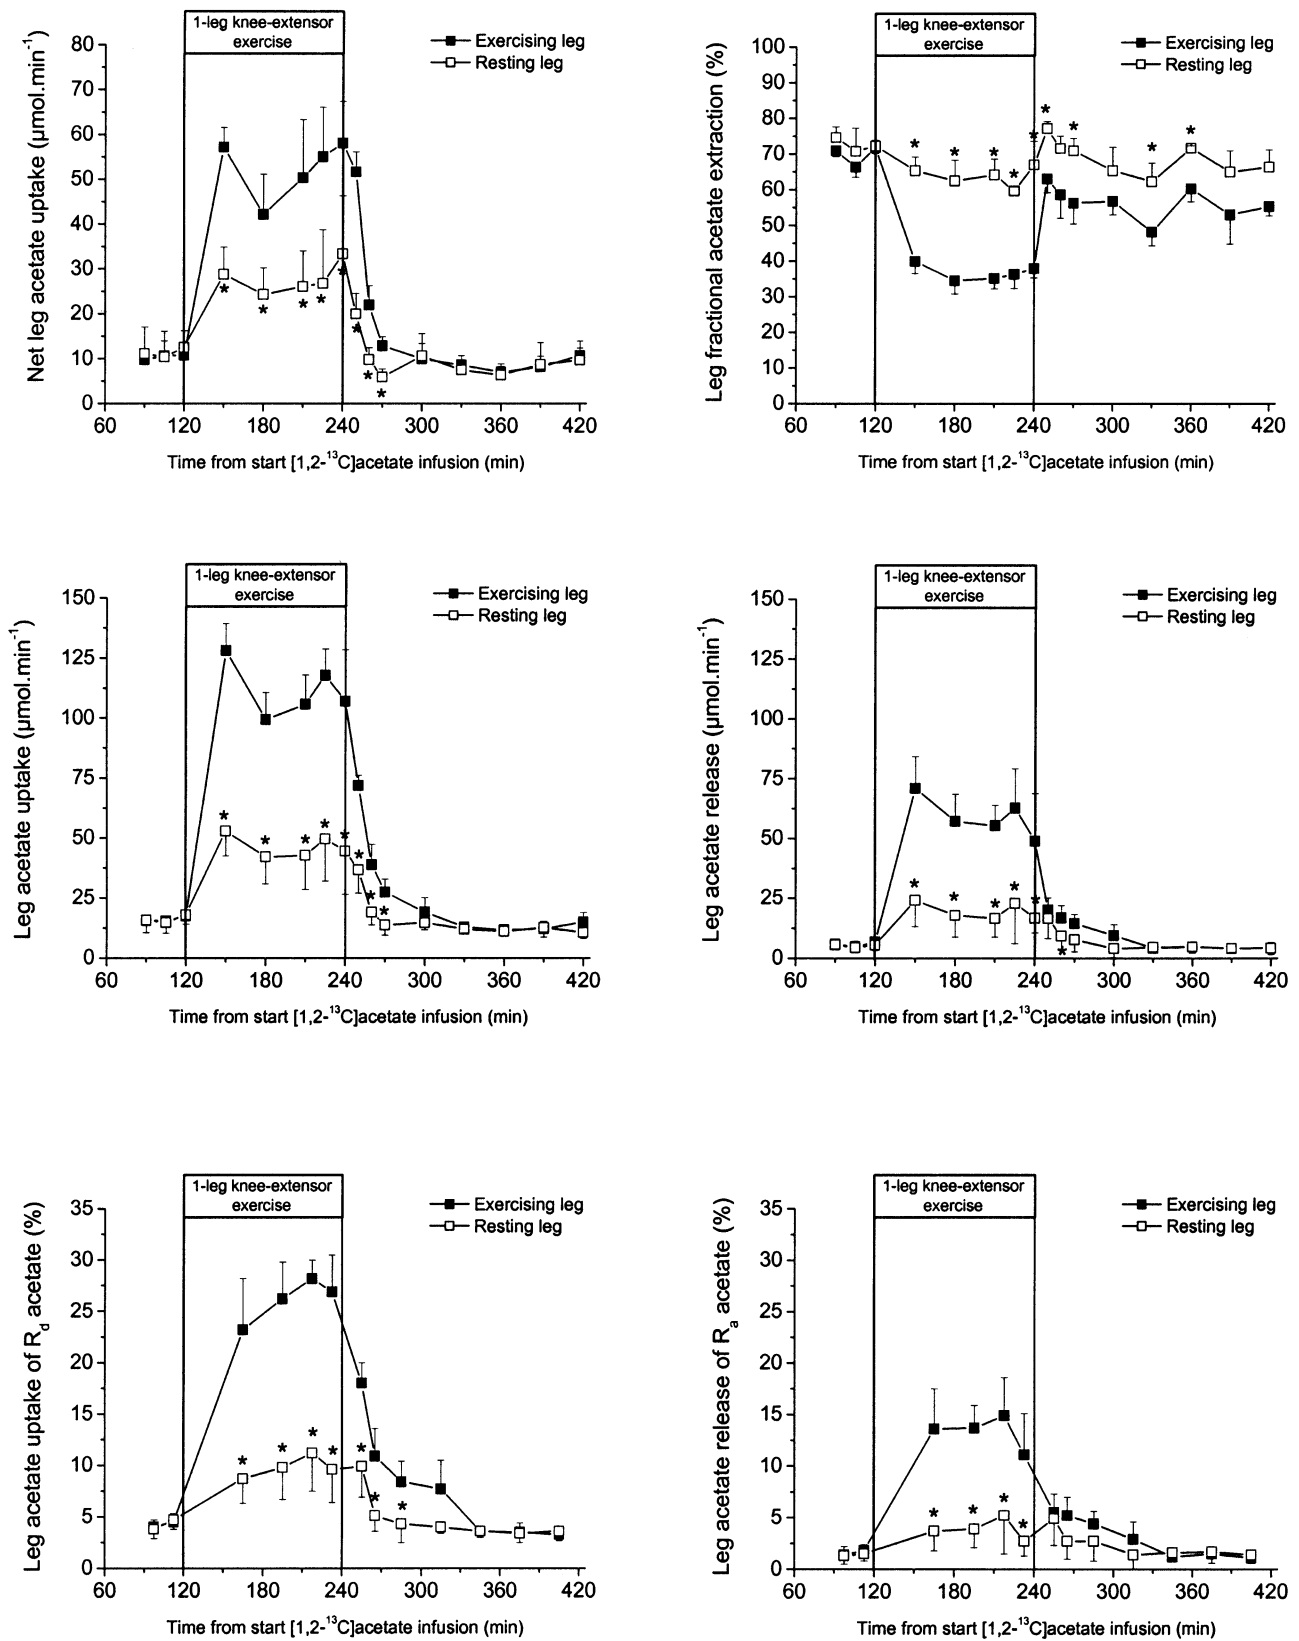 1-leg knee-extensor
exercise
Exercising leg
Resting leg
Net leg acetate uptake (µmol.min⁻¹)
80
70
60
50
40
30
20
10
0
60 120 180 240 300 360 420
Time from start [1,2-¹³C]acetate infusion (min)
* * * * * * * *
1-leg knee-extensor
exercise
Exercising leg
Resting leg
Leg fractional acetate extraction (%)
100
90
80
70
60
50
40
30
20
10
0
60 120 180 240 300 360 420
Time from start [1,2-¹³C]acetate infusion (min)
* * * * * * * * *
1-leg knee-extensor
exercise
Exercising leg
Resting leg
Leg acetate uptake (µmol.min⁻¹)
150
125
100
75
50
25
0
60 120 180 240 300 360 420
Time from start [1,2-¹³C]acetate infusion (min)
* * * * * * * *
1-leg knee-extensor
exercise
Exercising leg
Resting leg
Leg acetate release (µmol.min⁻¹)
150
125
100
75
50
25
0
60 120 180 240 300 360 420
Time from start [1,2-¹³C]acetate infusion (min)
* * * * * *
1-leg knee-extensor
exercise
Exercising leg
Resting leg
Leg acetate uptake of Rd acetate (%)
35
30
25
20
15
10
5
0
60 120 180 240 300 360 420
Time from start [1,2-¹³C]acetate infusion (min)
* * * * * * *
1-leg knee-extensor
exercise
Exercising leg
Resting leg
Leg acetate release of Ra acetate (%)
35
30
25
20
15
10
5
0
60 120 180 240 300 360 420
Time from start [1,2-¹³C]acetate infusion (min)
* * * *